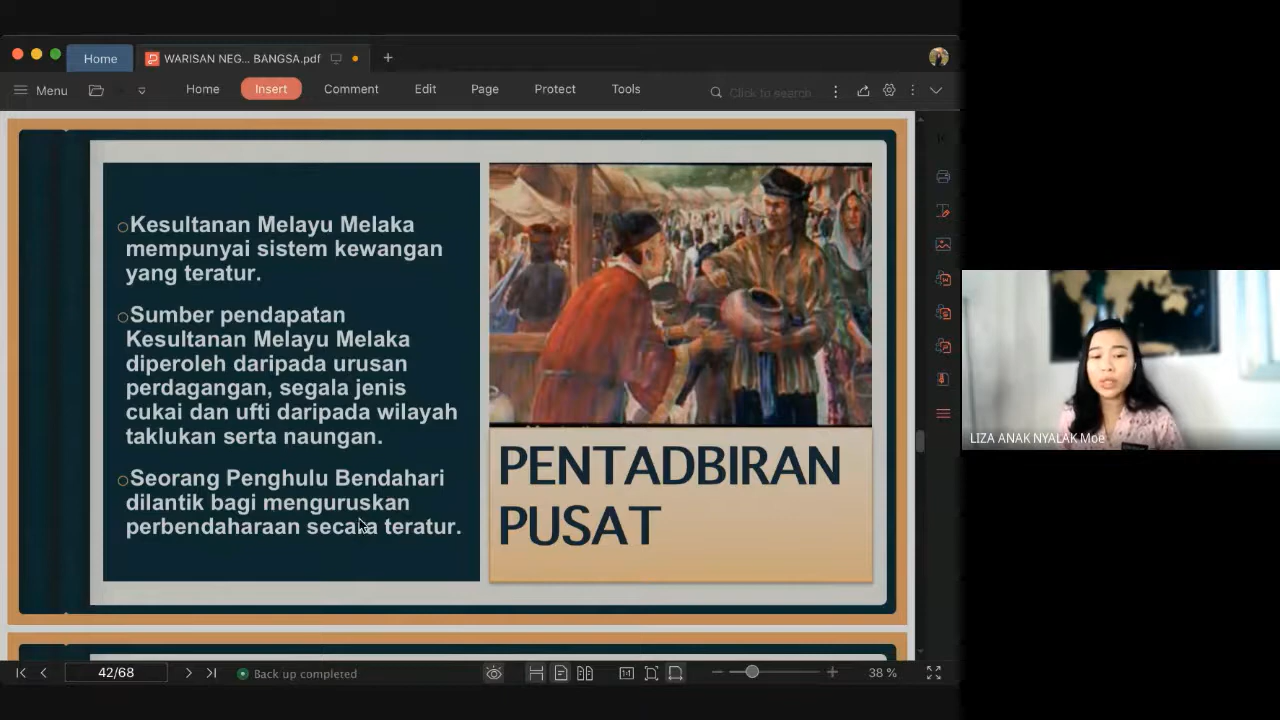 Home
WARISAN NEG... BANGSA.pdf
Menu
Home
Insert
Comment
Edit
Page
Protect
Tools
Click to search
Kesultanan Melayu Melaka
mempunyai sistem kewangan
yang teratur.
Sumber pendapatan
Kesultanan Melayu Melaka
diperoleh daripada urusan
perdagangan, segala jenis
cukai dan ufti daripada wilayah
taklukan serta naungan.
Seorang Penghulu Bendahari
dilantik bagi menguruskan
perbendaharaan secara teratur.
PENTADBIRAN
PUSAT
LIZA ANAK NYALAK Moe
42/68
Back up completed
38 %